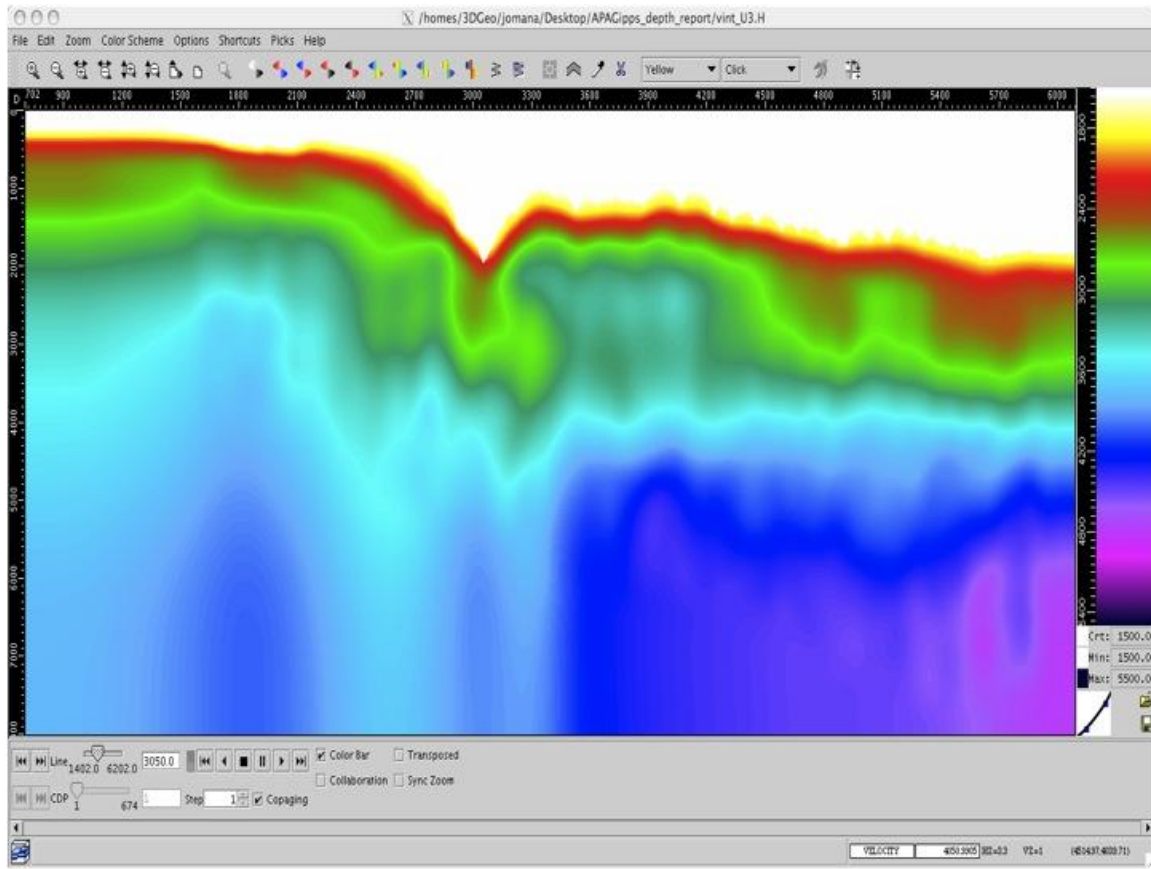 X /homes/3DGeo/jomana/Desktop/APAGipps_depth_report/vint_U3.H
File Edit Zoom Color Scheme Options Shortcuts Picks Help
Yellow Click
D 702 900 1200 1500 1800 2100 2400 2700 3000 3300 3600 3900 4200 4500 4800 5100 5400 5700 6000
0
1000
2000
3000
4000
5000
6000
7000
1800
2400
3000
3600
4200
4800
5400
Crt: 1500.0
Min: 1500.0
Max: 5500.0
Line 1402.0 6202.0 3050.0
Color Bar Transposed
Collaboration Sync Zoom
CDP 1 674 1 Step 1 Copaging
VELOCITY